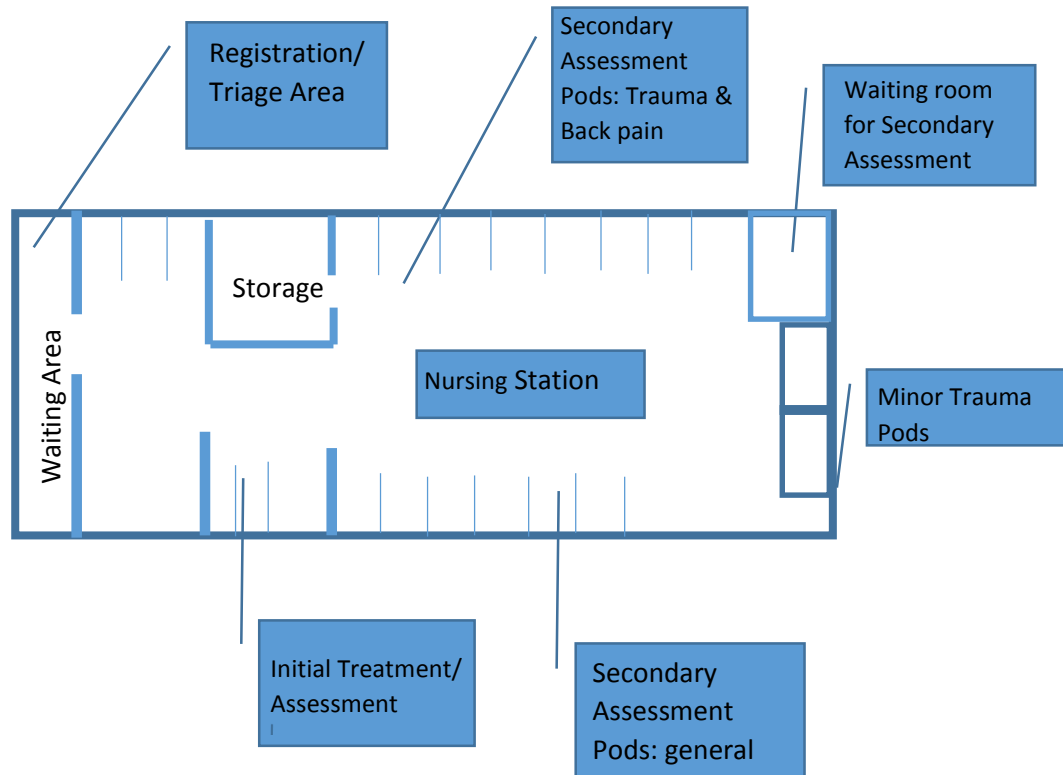 Registration/
Triage Area
Secondary
Assessment
Pods: Trauma &
Back pain
Waiting room
for Secondary
Assessment
Storage
Waiting Area
Nursing Station
Minor Trauma
Pods
Initial Treatment/
Assessment
Secondary
Assessment
Pods: general